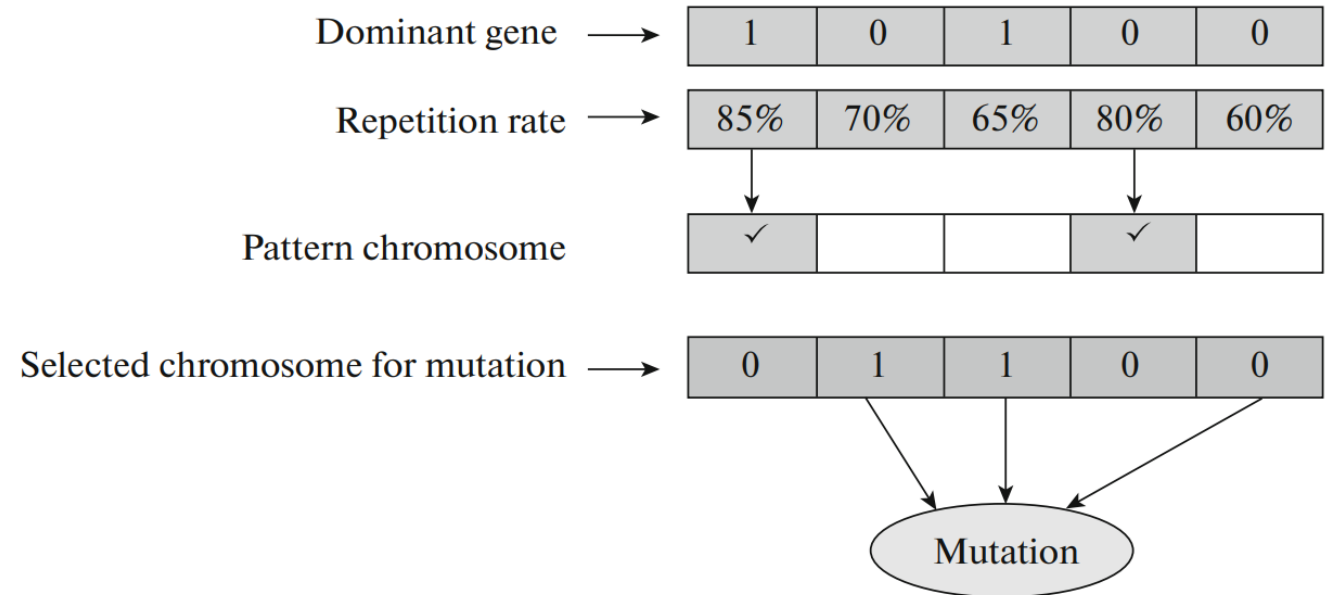 Dominant gene 1 0 1 0 0
Repetition rate 85% 70% 65% 80% 60%
Pattern chromosome ✓ ✓
Selected chromosome for mutation 0 1 1 0 0
Mutation